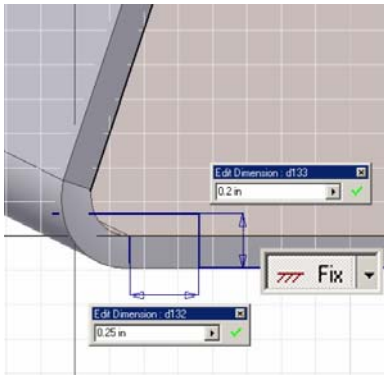 Edit Dimension : d133
0.2 in
Fix
Edit Dimension : d132
0.25 in